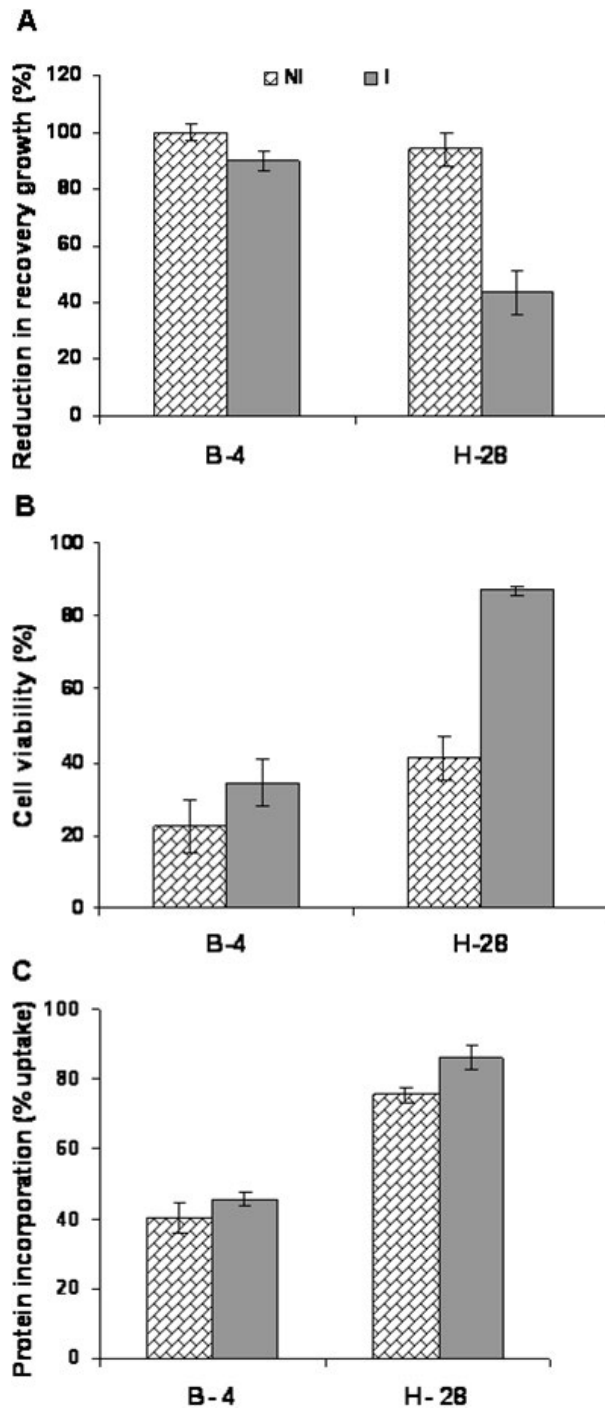 A
Reduction in recovery growth (%)
120
100
80
60
40
20
0
NI
I
B-4
H-28
B
Cell viability (%)
100
80
60
40
20
0
B-4
H-28
C
Protein incorporation (% uptake)
100
80
60
40
20
0
B-4
H-28